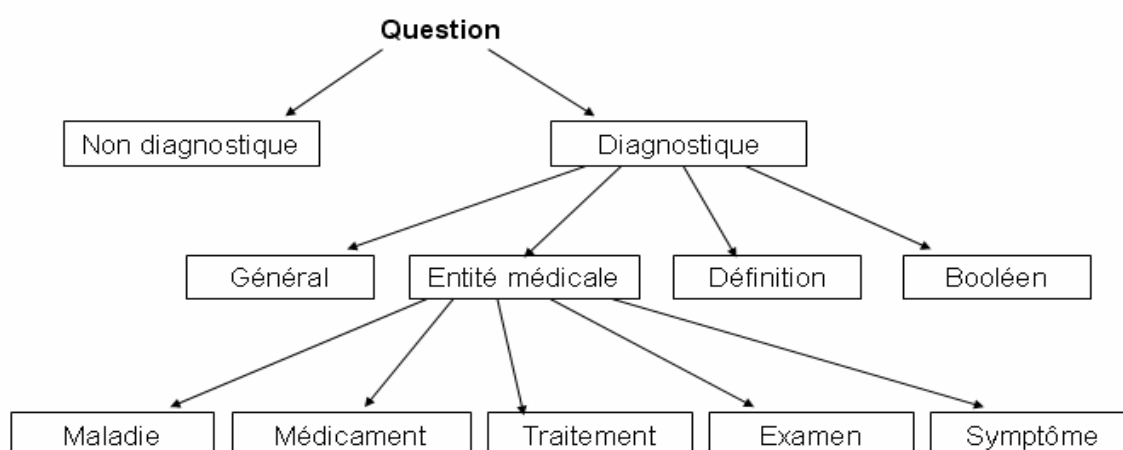 Question
Non diagnostique
Diagnostique
Général
Entité médicale
Définition
Booléen
Maladie
Médicament
Traitement
Examen
Symptôme